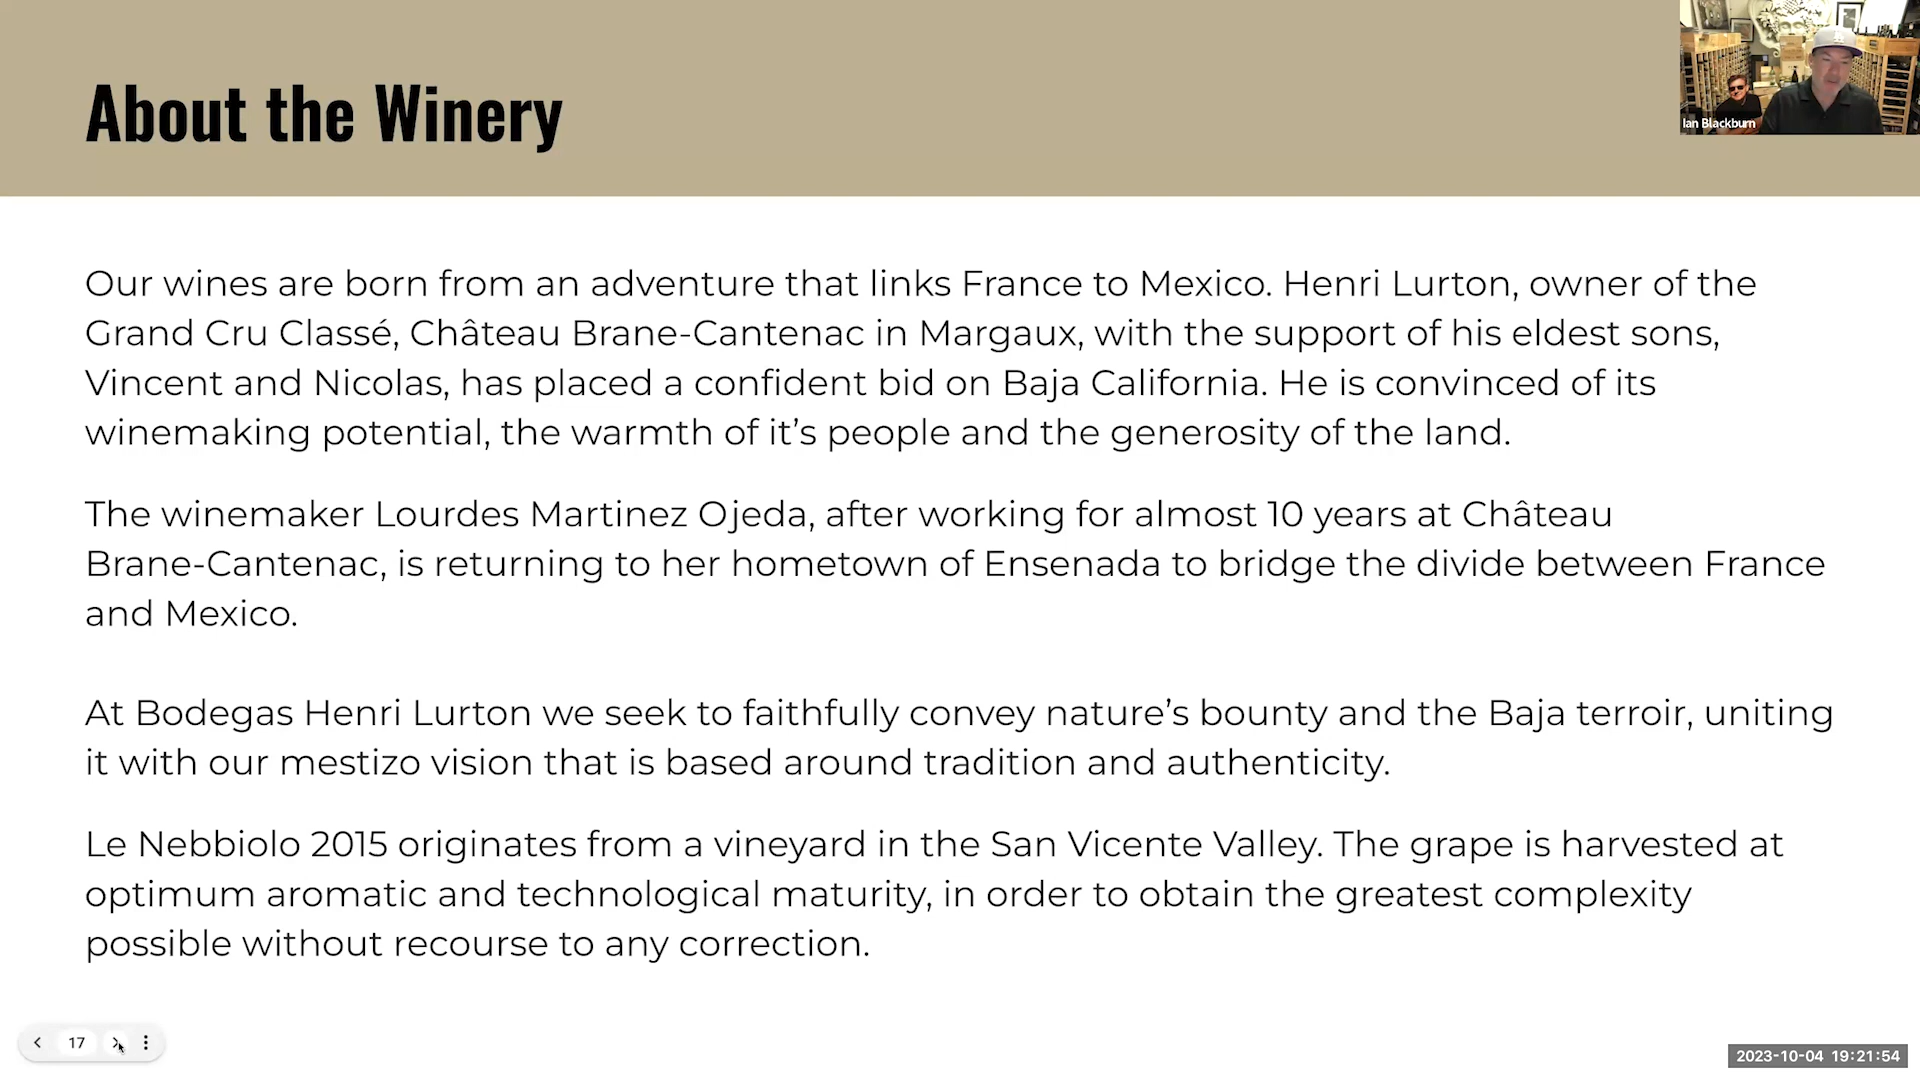 About the Winery
Ian Blackburn
Our wines are born from an adventure that links France to Mexico. Henri Lurton, owner of the
Grand Cru Classé, Château Brane-Cantenac in Margaux, with the support of his eldest sons,
Vincent and Nicolas, has placed a confident bid on Baja California. He is convinced of its
winemaking potential, the warmth of it’s people and the generosity of the land.
The winemaker Lourdes Martinez Ojeda, after working for almost 10 years at Château
Brane-Cantenac, is returning to her hometown of Ensenada to bridge the divide between France
and Mexico.
At Bodegas Henri Lurton we seek to faithfully convey nature’s bounty and the Baja terroir, uniting
it with our mestizo vision that is based around tradition and authenticity.
Le Nebbiolo 2015 originates from a vineyard in the San Vicente Valley. The grape is harvested at
optimum aromatic and technological maturity, in order to obtain the greatest complexity
possible without recourse to any correction.
17
2023-10-04 19:21:54